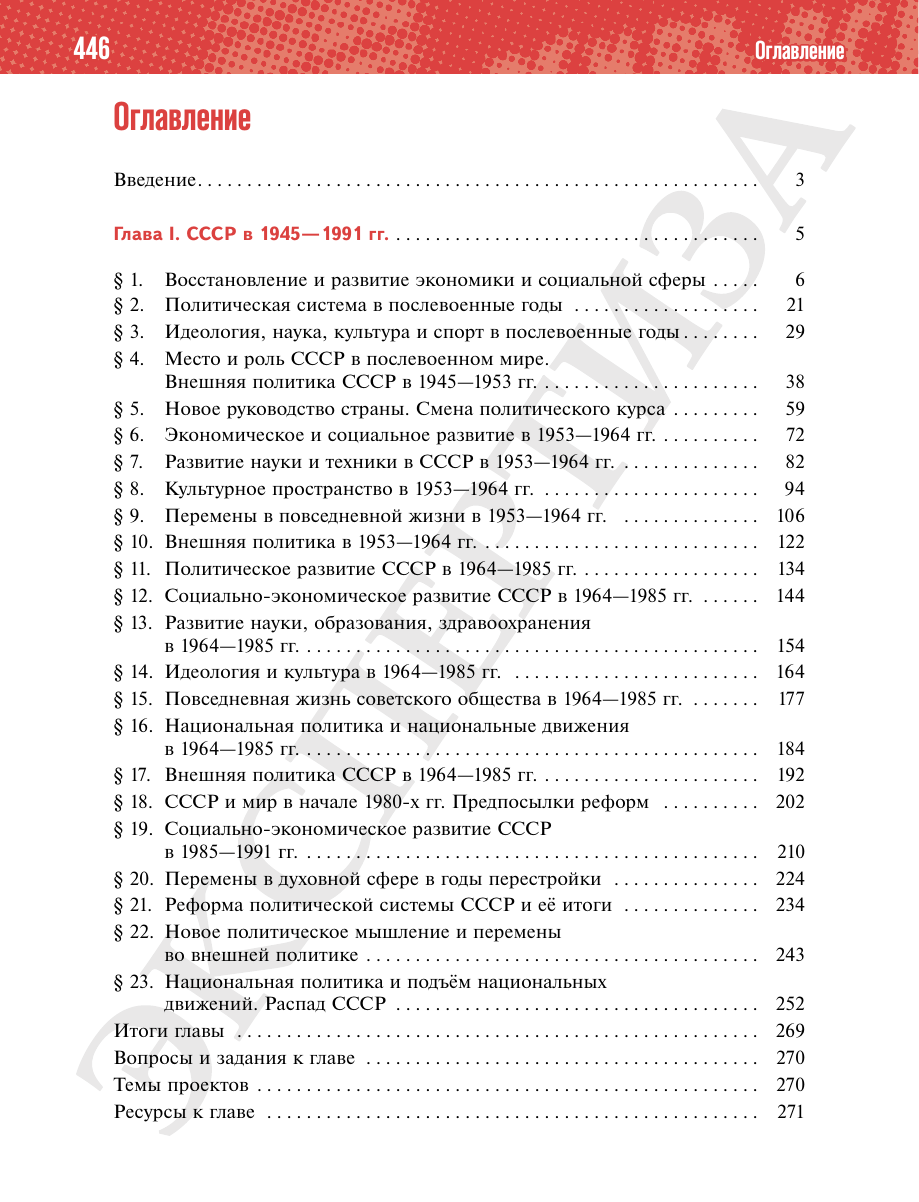 446
Оглавление
Оглавление
Введение. . . . . . . . . . . . . . . . . . . . . . . . . . . . . . . . . . . . . . . . . . . . . . . . . . . . . . . . . 3
Глава I. СССР в 1945—1991 гг. . . . . . . . . . . . . . . . . . . . . . . . . . . . . . . . . . . . . . 5
§ 1. Восстановление и развитие экономики и социальной сферы . . . . . 6
§ 2. Политическая система в послевоенные годы . . . . . . . . . . . . . . . . . . . 21
§ 3. Идеология, наука, культура и спорт в послевоенные годы . . . . . . . . 29
§ 4. Место и роль СССР в послевоенном мире.
Внешняя политика СССР в 1945—1953 гг. . . . . . . . . . . . . . . . . . . . . . . 38
§ 5. Новое руководство страны. Смена политического курса . . . . . . . . . 59
§ 6. Экономическое и социальное развитие в 1953—1964 гг. . . . . . . . . . . 72
§ 7. Развитие науки и техники в СССР в 1953—1964 гг. . . . . . . . . . . . . . . 82
§ 8. Культурное пространство в 1953—1964 гг. . . . . . . . . . . . . . . . . . . . . . . 94
§ 9. Перемены в повседневной жизни в 1953—1964 гг. . . . . . . . . . . . . . . 106
§ 10. Внешняя политика в 1953—1964 гг. . . . . . . . . . . . . . . . . . . . . . . . . . . . . 122
§ 11. Политическое развитие СССР в 1964—1985 гг. . . . . . . . . . . . . . . . . . . 134
§ 12. Социально-экономическое развитие СССР в 1964—1985 гг. . . . . . . 144
§ 13. Развитие науки, образования, здравоохранения
в 1964—1985 гг. . . . . . . . . . . . . . . . . . . . . . . . . . . . . . . . . . . . . . . . . . . . . . . 154
§ 14. Идеология и культура в 1964—1985 гг. . . . . . . . . . . . . . . . . . . . . . . . . . 164
§ 15. Повседневная жизнь советского общества в 1964—1985 гг. . . . . . . . 177
§ 16. Национальная политика и национальные движения
в 1964—1985 гг. . . . . . . . . . . . . . . . . . . . . . . . . . . . . . . . . . . . . . . . . . . . . . . 184
§ 17. Внешняя политика СССР в 1964—1985 гг. . . . . . . . . . . . . . . . . . . . . . . 192
§ 18. СССР и мир в начале 1980-х гг. Предпосылки реформ . . . . . . . . . . 202
§ 19. Социально-экономическое развитие СССР
в 1985—1991 гг. . . . . . . . . . . . . . . . . . . . . . . . . . . . . . . . . . . . . . . . . . . . . . . 210
§ 20. Перемены в духовной сфере в годы перестройки . . . . . . . . . . . . . . . 224
§ 21. Реформа политической системы СССР и её итоги . . . . . . . . . . . . . . 234
§ 22. Новое политическое мышление и перемены
во внешней политике . . . . . . . . . . . . . . . . . . . . . . . . . . . . . . . . . . . . . . . . 243
§ 23. Национальная политика и подъём национальных
движений. Распад СССР . . . . . . . . . . . . . . . . . . . . . . . . . . . . . . . . . . . . . 252
Итоги главы . . . . . . . . . . . . . . . . . . . . . . . . . . . . . . . . . . . . . . . . . . . . . . . . . . . . . 269
Вопросы и задания к главе . . . . . . . . . . . . . . . . . . . . . . . . . . . . . . . . . . . . . . . . 270
Темы проектов . . . . . . . . . . . . . . . . . . . . . . . . . . . . . . . . . . . . . . . . . . . . . . . . . . . 270
Ресурсы к главе . . . . . . . . . . . . . . . . . . . . . . . . . . . . . . . . . . . . . . . . . . . . . . . . . . 271
ЭКСПЕРТИЗА